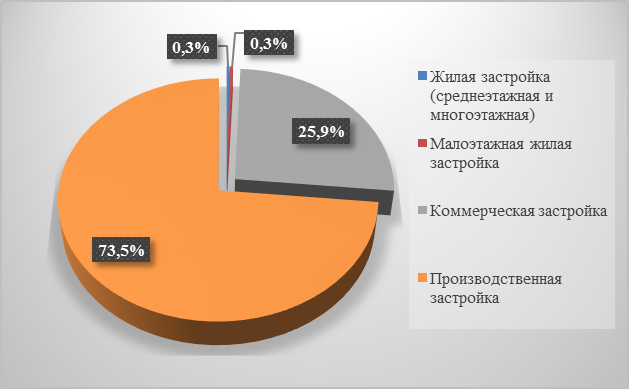 0,3%
0,3%
25,9%
73,5%
Жилая застройка
(среднеэтажная и
многоэтажная)
Малоэтажная жилая
застройка
Коммерческая застройка
Производственная
застройка